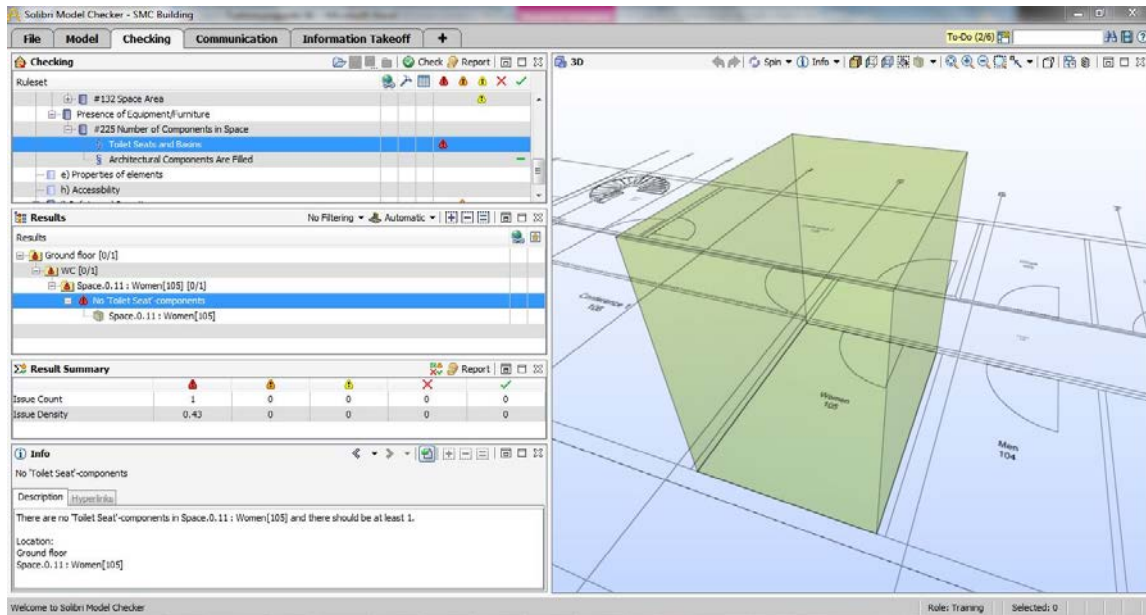 Solibri Model Checker - SMC Building
File Model Checking Communication Information Takeoff +
To-Do (2/6)
Checking
Check Report
Ruleset
#132 Space Area
Presence of Equipment/Furniture
#225 Number of Components in Space
§ Toilet Seats and Basins
§ Architectural Components Are Filled
e) Properties of elements
h) Accessibility
Results
No Filtering Automatic
Results
Ground floor [0/1]
WC [0/1]
Space.0.11 : Women[105] [0/1]
No 'Toilet Seat'-components
Space.0.11 : Women[105]
Result Summary
Report
Issue Count 1 0 0 0 0
Issue Density 0.43 0 0 0 0
Info
No 'Toilet Seat'-components
Description Hyperlinks
There are no 'Toilet Seat'-components in Space.0.11 : Women[105] and there should be at least 1.
Location:
Ground floor
Space.0.11 : Women[105]
3D
Spin Info
Women
105
Men
104
Welcome to Solibri Model Checker
Role: Training Selected: 0